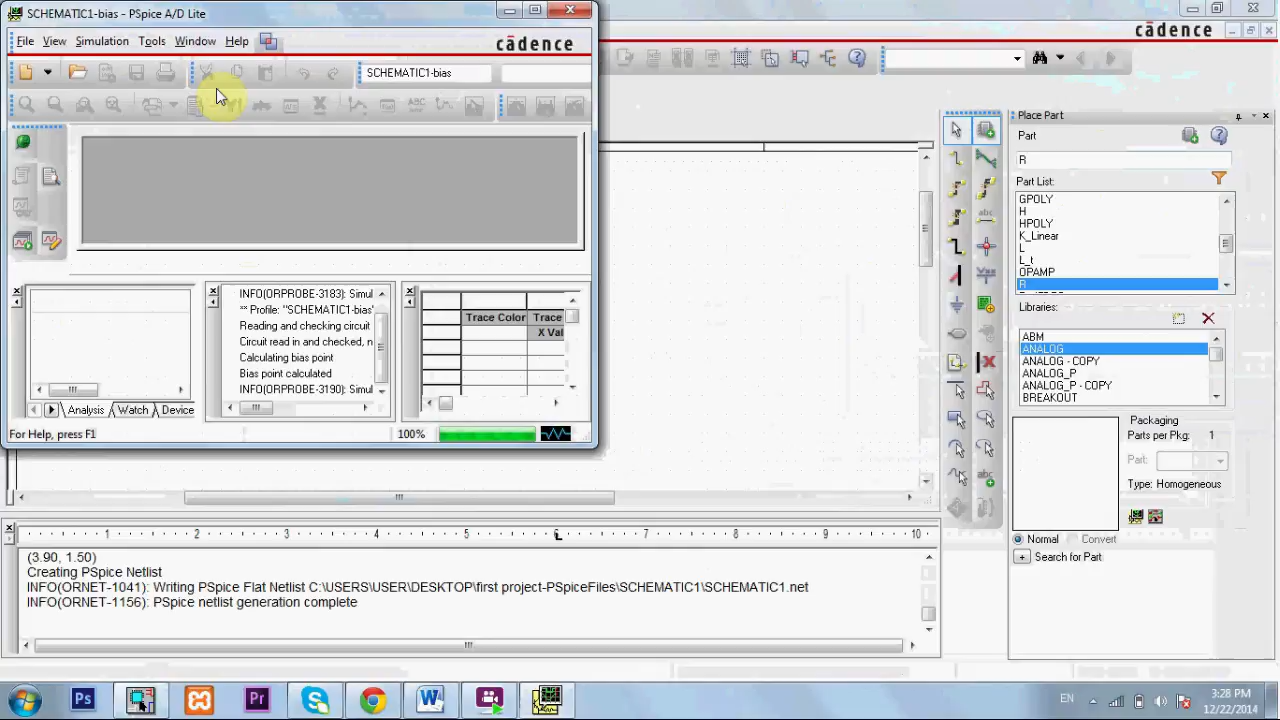 SCHEMATIC1-bias - PSpice A/D Lite
File View Simulation Tools Window Help
cādence
cādence
SCHEMATIC1-bias
Place Part
Part
R
Part List:
GPOLY
H
HPOLY
K_Linear
L
L_t
OPAMP
R
Libraries:
ABM
ANALOG
ANALOG - COPY
ANALOG_P
ANALOG_P - COPY
BREAKOUT
Packaging
Parts per Pkg: 1
Part:
Type: Homogeneous
Normal Convert
Search for Part
INFO(ORPROBE-3183): Simul
** Profile: "SCHEMATIC1-bias"
Reading and checking circuit
Circuit read in and checked, n
Calculating bias point
Bias point calculated
INFO(ORPROBE-3190): Simul
Trace Color Trace
X Val
Analysis Watch Device
For Help, press F1
100%
1 2 3 4 5 6 7 8 9 10
(3.90, 1.50)
Creating PSpice Netlist
INFO(ORNET-1041): Writing PSpice Flat Netlist C:\USERS\USER\DESKTOP\first project-PSpiceFiles\SCHEMATIC1\SCHEMATIC1.net
INFO(ORNET-1156): PSpice netlist generation complete
Ps
Pr
EN
3:28 PM
12/22/2014